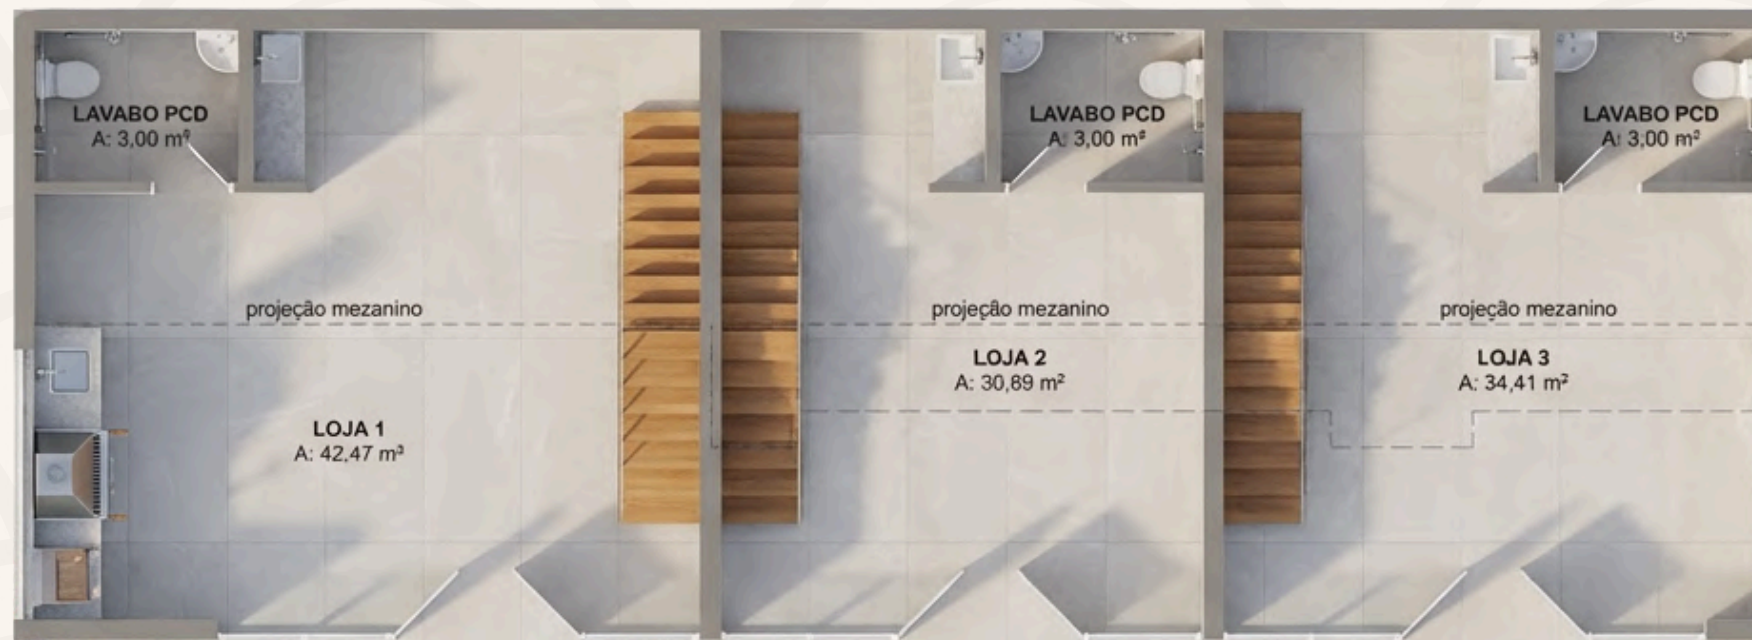 LAVABO PCD
A: 3,00 m²
LAVABO PCD
A: 3,00 m²
LAVABO PCD
A: 3,00 m²
projeção mezanino
projeção mezanino
projeção mezanino
LOJA 2
A: 30,89 m²
LOJA 3
A: 34,41 m²
LOJA 1
A: 42,47 m²